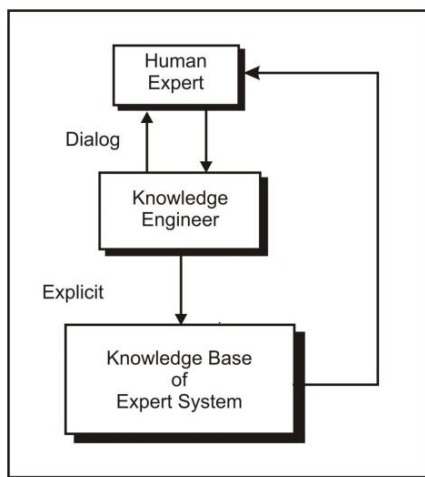 Human
Expert
Dialog
Knowledge
Engineer
Explicit
Knowledge Base
of
Expert System